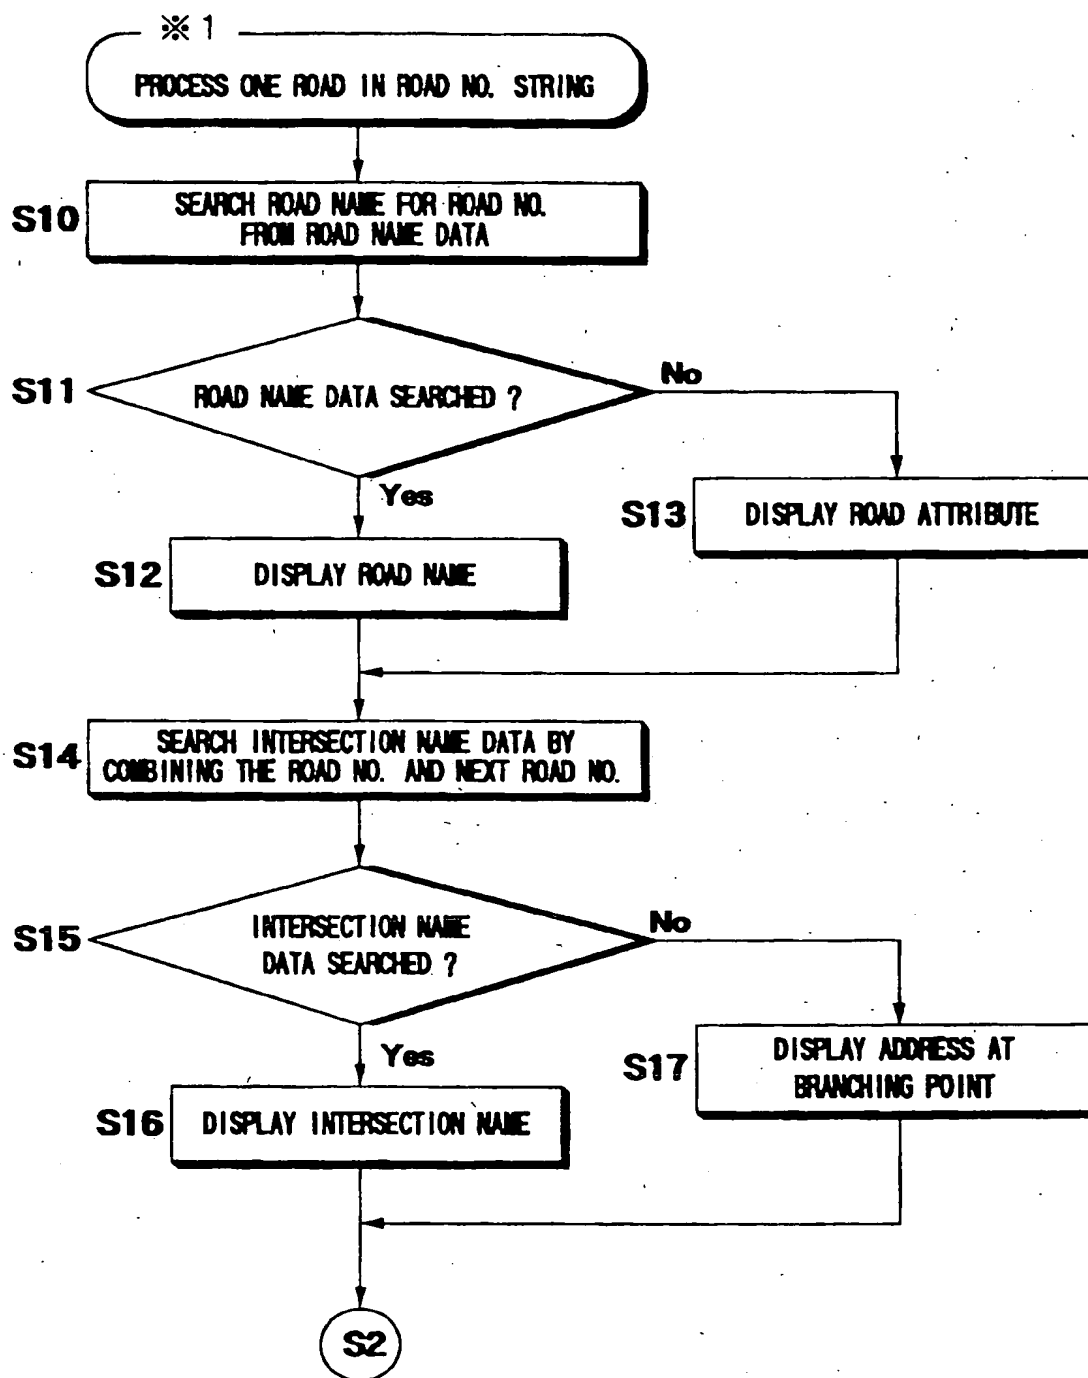 ※1
PROCESS ONE ROAD IN ROAD NO. STRING
S10
SEARCH ROAD NAME FOR ROAD NO.
FROM ROAD NAME DATA
S11
ROAD NAME DATA SEARCHED ?
No
Yes
S13
DISPLAY ROAD ATTRIBUTE
S12
DISPLAY ROAD NAME
S14
SEARCH INTERSECTION NAME DATA BY
COMBINING THE ROAD NO. AND NEXT ROAD NO.
S15
INTERSECTION NAME
DATA SEARCHED ?
No
Yes
S17
DISPLAY ADDRESS AT
BRANCHING POINT
S16
DISPLAY INTERSECTION NAME
S2